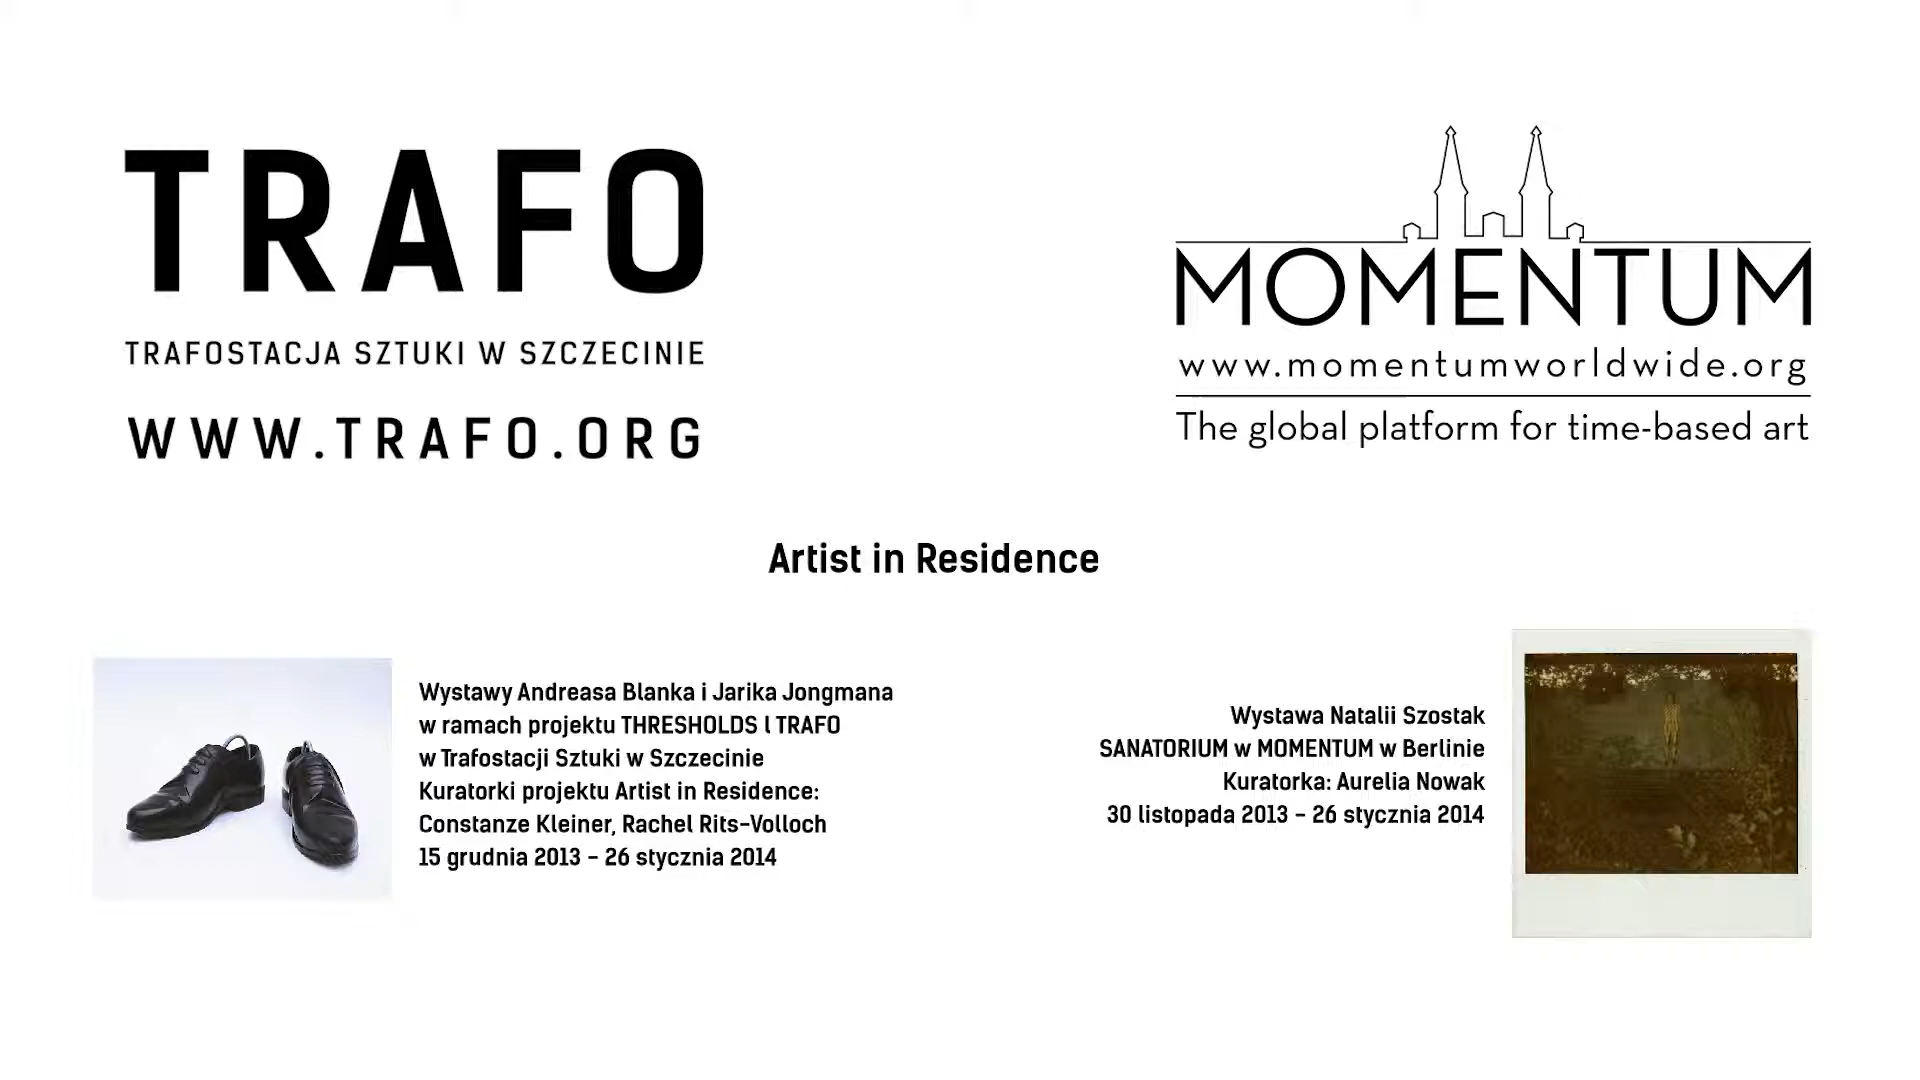 TRAFO
TRAFOSTACJA SZTUKI W SZCZECINIE
WWW.TRAFO.ORG
MOMENTUM
www.momentumworldwide.org
The global platform for time-based art
Artist in Residence
Wystawy Andreasa Blanka i Jarika Jongmana
w ramach projektu THRESHOLDS l TRAFO
w Trafostacji Sztuki w Szczecinie
Kuratorki projektu Artist in Residence:
Constanze Kleiner, Rachel Rits-Volloch
15 grudnia 2013 - 26 stycznia 2014
Wystawa Natalii Szostak
SANATORIUM w MOMENTUM w Berlinie
Kuratorka: Aurelia Nowak
30 listopada 2013 - 26 stycznia 2014